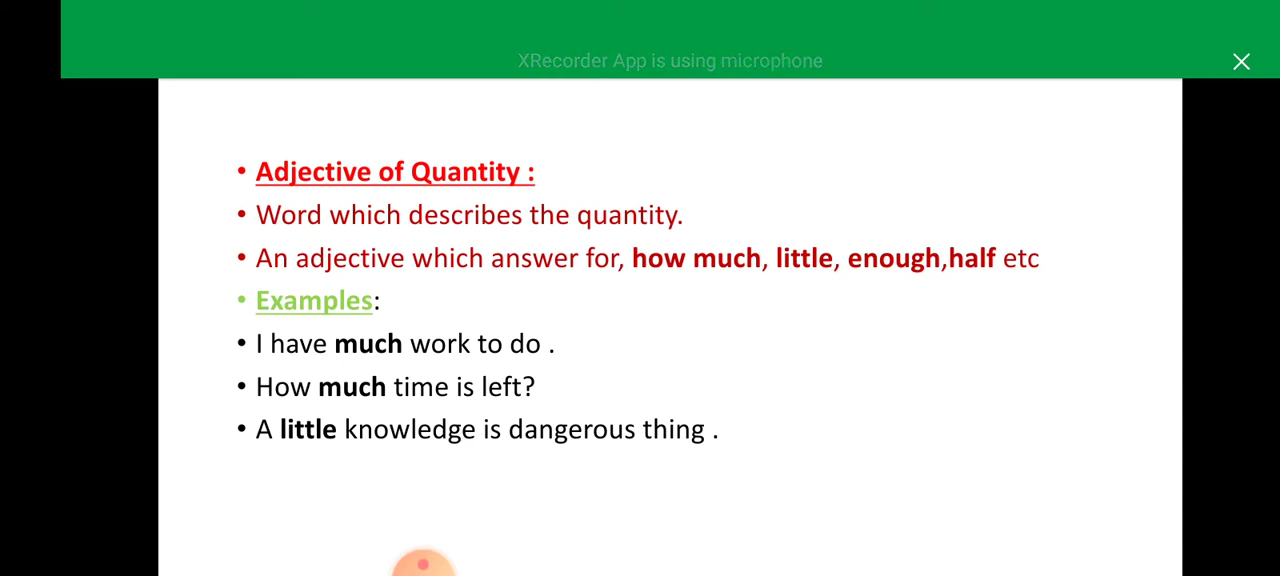 XRecorder App is using microphone
• Adjective of Quantity :
• Word which describes the quantity.
• An adjective which answer for, how much, little, enough,half etc
• Examples:
• I have much work to do .
• How much time is left?
• A little knowledge is dangerous thing .